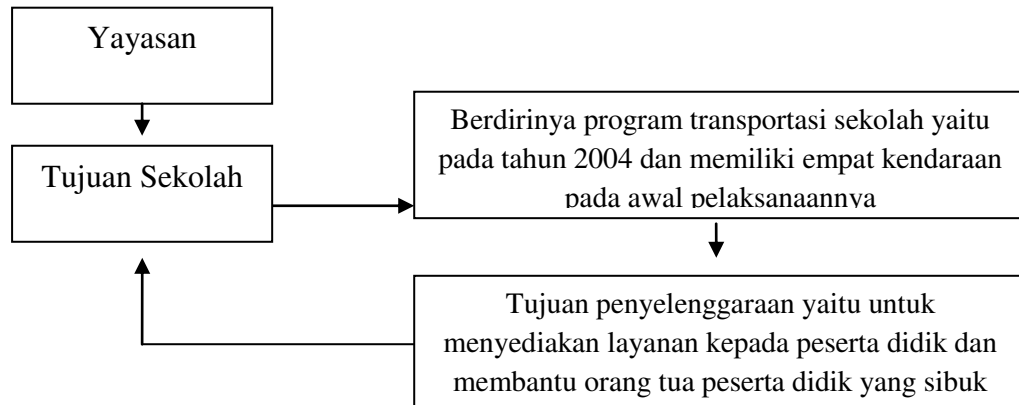 Yayasan
Tujuan Sekolah
Berdirinya program transportasi sekolah yaitu
pada tahun 2004 dan memiliki empat kendaraan
pada awal pelaksanaannya
Tujuan penyelenggaraan yaitu untuk
menyediakan layanan kepada peserta didik dan
membantu orang tua peserta didik yang sibuk